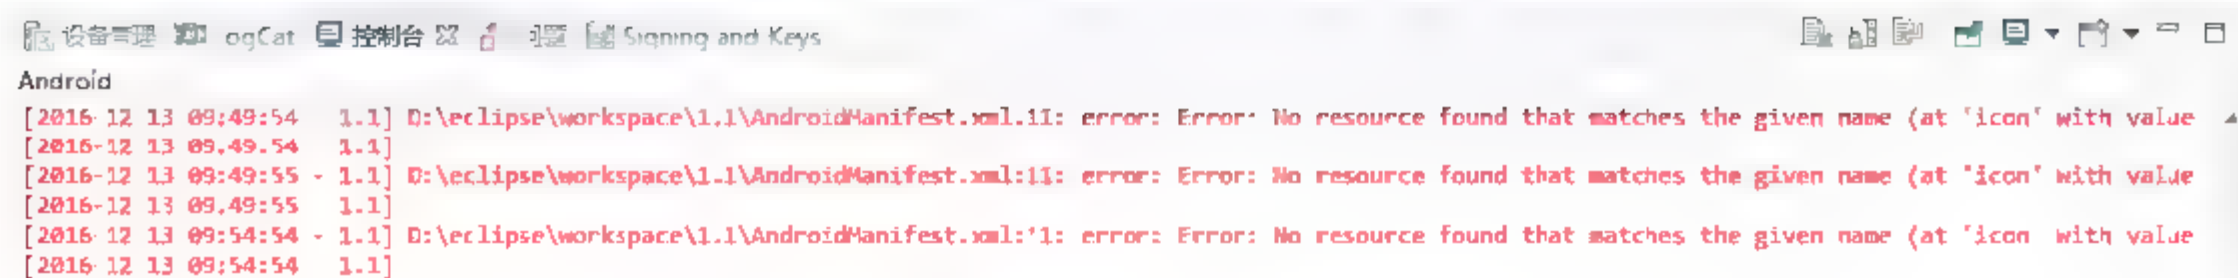 设备管理 ogCat 控制台 Signing and Keys
Android
[2016-12 13 09:49:54 1.1] D:\eclipse\workspace\1.1\AndroidManifest.xml:11: error: Error: No resource found that matches the given name (at 'icon' with value
[2016-12 13 09:49:54 1.1]
[2016-12 13 09:49:55 - 1.1] D:\eclipse\workspace\1.1\AndroidManifest.xml:11: error: Error: No resource found that matches the given name (at 'icon' with value
[2016-12 13 09:49:55 1.1]
[2016 12 13 09:54:54 - 1.1] D:\eclipse\workspace\1.1\AndroidManifest.xml:'1: error: Error: No resource found that matches the given name (at 'icon with value
[2016 12 13 09:54:54 1.1]